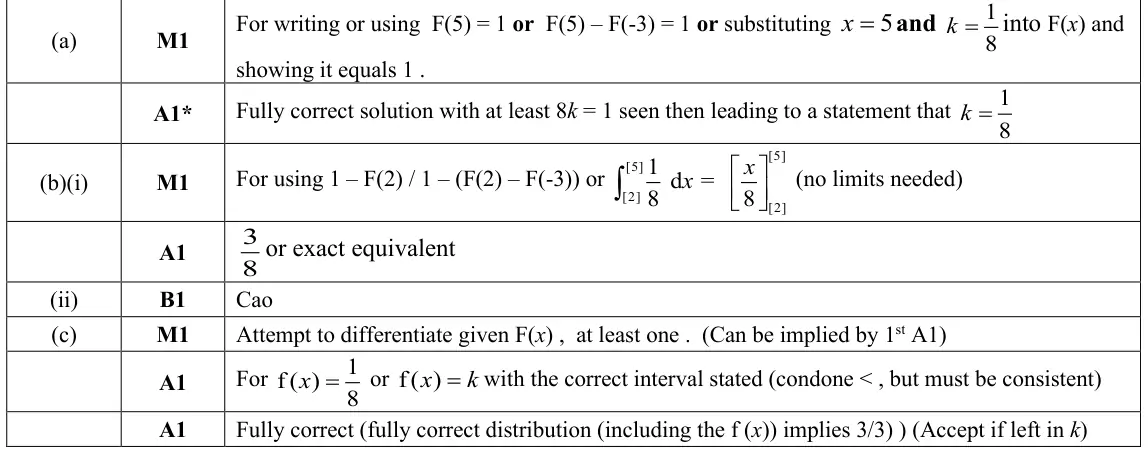 (a) M1 For writing or using F(5) = 1 or F(5) – F(-3) = 1 or substituting x = 5 and k = 1/8 into F(x) and
showing it equals 1 .
A1* Fully correct solution with at least 8k = 1 seen then leading to a statement that k = 1/8
(b)(i) M1 For using 1 – F(2) / 1 – (F(2) – F(-3)) or ∫_[2]^[5] 1/8 dx = [x/8]_[2]^[5] (no limits needed)
A1 3/8 or exact equivalent
(ii) B1 Cao
(c) M1 Attempt to differentiate given F(x) , at least one . (Can be implied by 1st A1)
A1 For f(x) = 1/8 or f(x) = k with the correct interval stated (condone < , but must be consistent)
A1 Fully correct (fully correct distribution (including the f (x)) implies 3/3) ) (Accept if left in k)